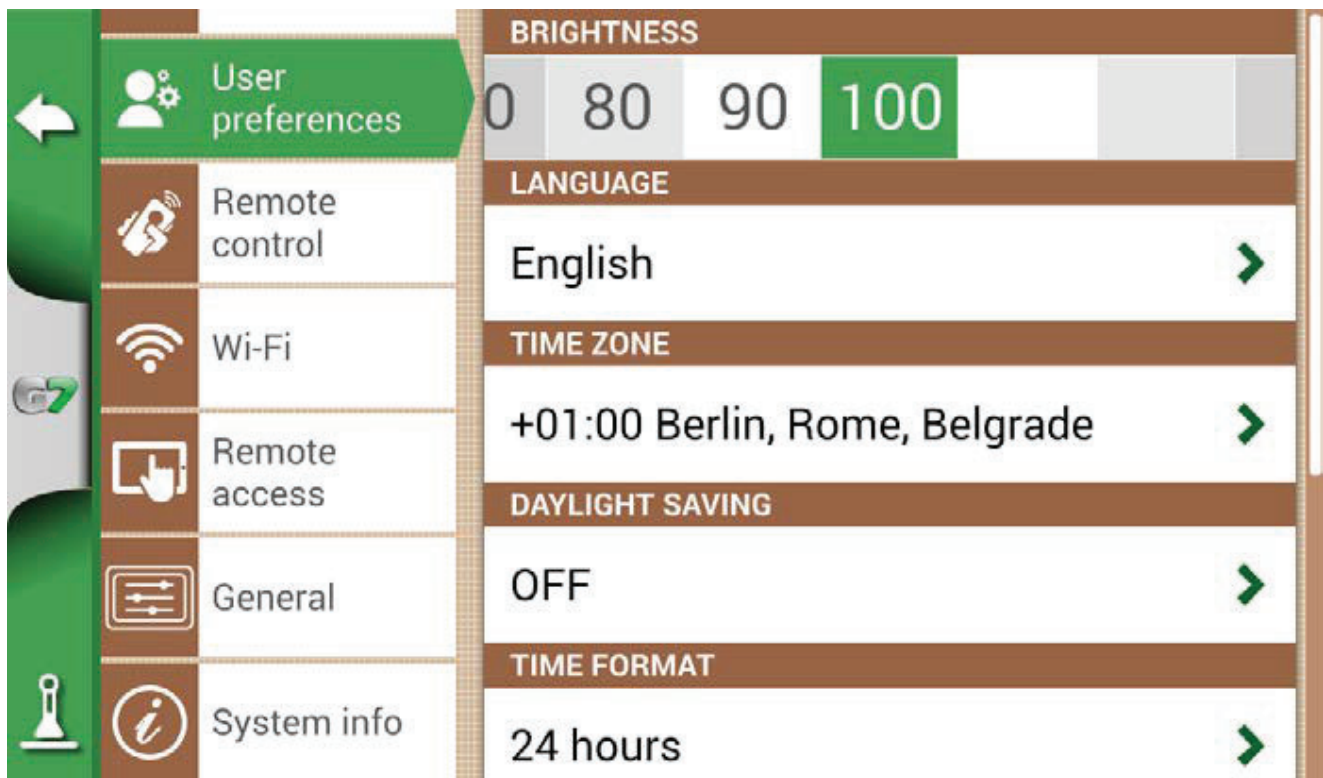 User
preferences
Remote
control
Wi-Fi
Remote
access
General
System info
G7
BRIGHTNESS
0 80 90 100
LANGUAGE
English
TIME ZONE
+01:00 Berlin, Rome, Belgrade
DAYLIGHT SAVING
OFF
TIME FORMAT
24 hours